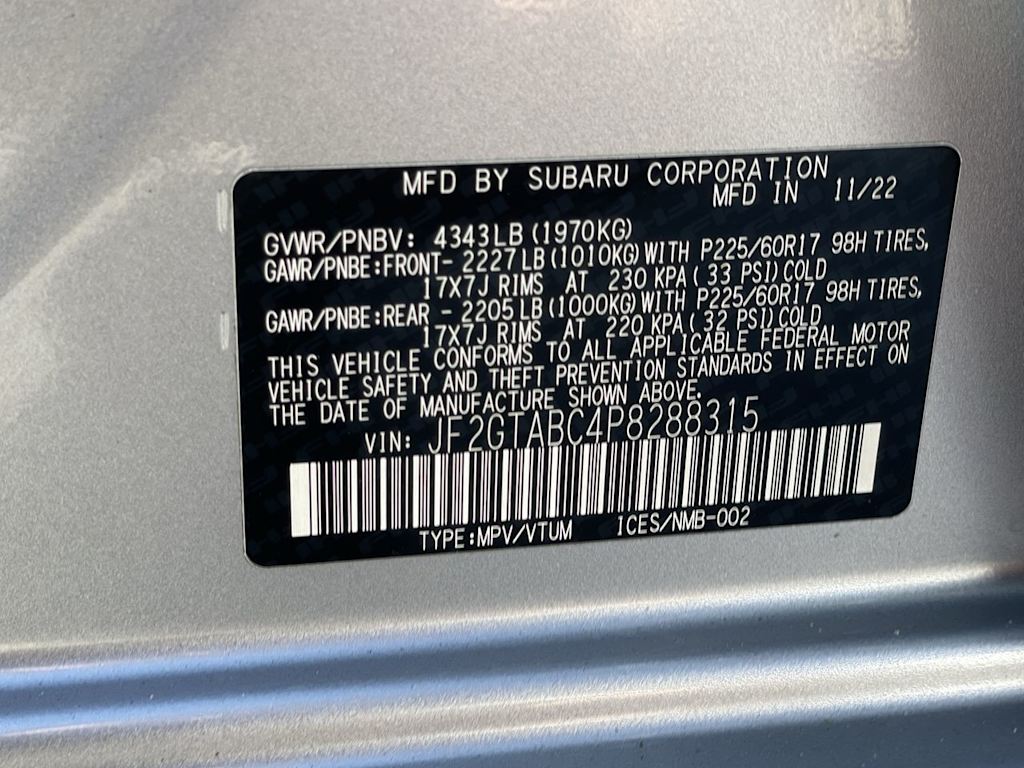 MFD BY SUBARU CORPORATION
MFD IN 11/22
GVWR/PNBV: 4343LB (1970KG)
GAWR/PNBE:FRONT- 2227LB (1010KG) WITH P225/60R17 98H TIRES,
17X7J RIMS AT 230 KPA ( 33 PSI) COLD
GAWR/PNBE:REAR - 2205LB (1000KG) WITH P225/60R17 98H TIRES,
17X7J RIMS AT 220 KPA ( 32 PSI) COLD
THIS VEHICLE CONFORMS TO ALL APPLICABLE FEDERAL MOTOR
VEHICLE SAFETY AND THEFT PREVENTION STANDARDS IN EFFECT ON
THE DATE OF MANUFACTURE SHOWN ABOVE.
VIN: JF2GTABC4P8288315
TYPE:MPV/VTUM ICES/NMB-002